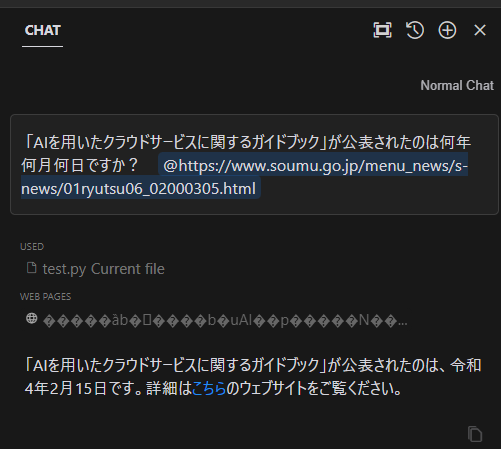 CHAT
Normal Chat
「AIを用いたクラウドサービスに関するガイドブック」が公表されたのは何年
何月何日ですか？ @https://www.soumu.go.jp/menu_news/s-
news/01ryutsu06_02000305.html
USED
test.py Current file
WEB PAGES
�����ȁb�𓱓����b�uAI��p�����N��...
「AIを用いたクラウドサービスに関するガイドブック」が公表されたのは、令和
4年2月15日です。詳細はこちらのウェブサイトをご覧ください。